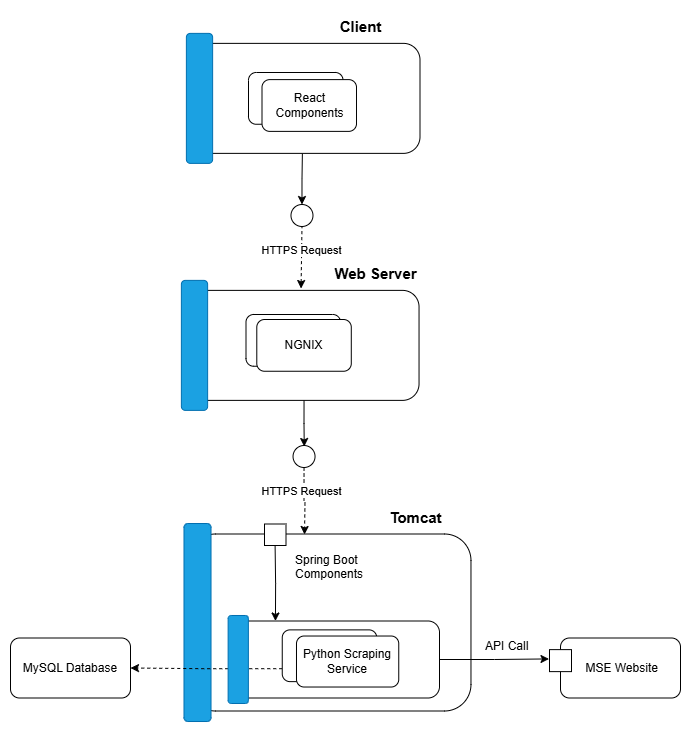 Client
React
Components
HTTPS Request
Web Server
NGNIX
HTTPS Request
Tomcat
Spring Boot
Components
Python Scraping
Service
MySQL Database
API Call
MSE Website